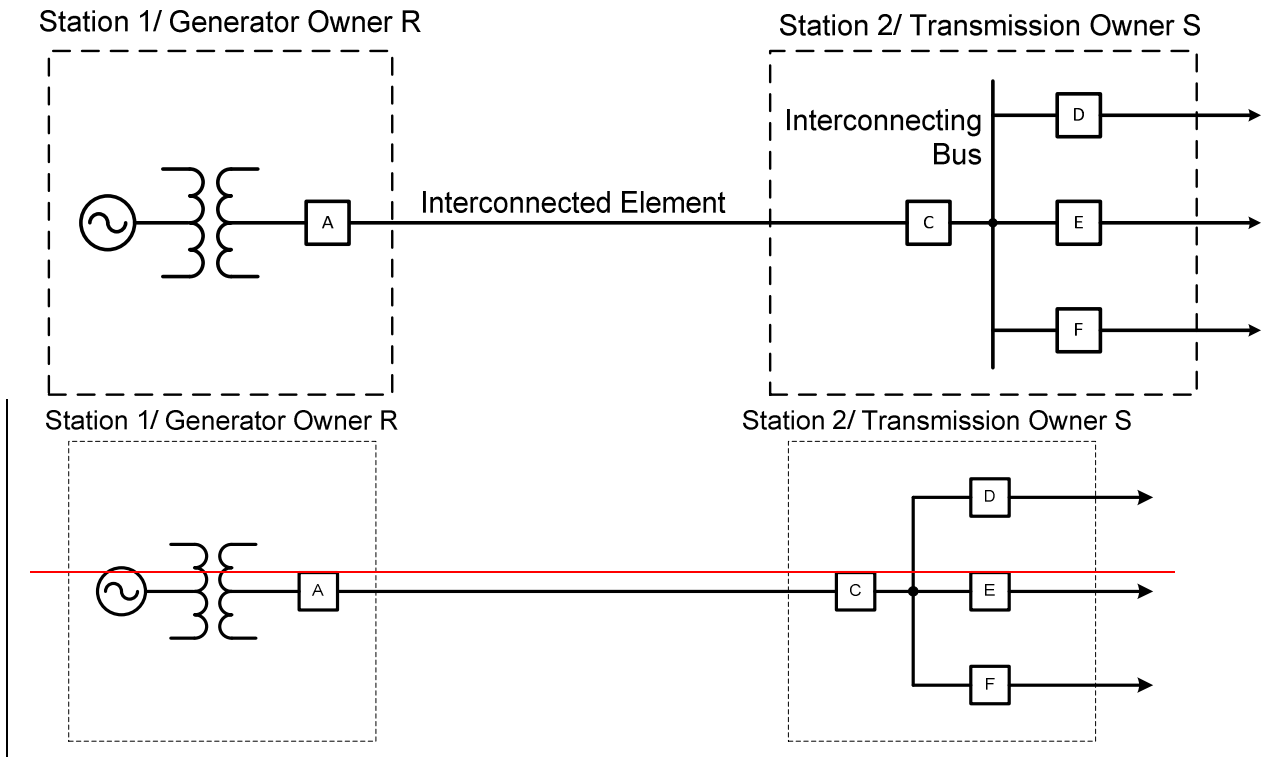 Station 1/ Generator Owner R
Station 2/ Transmission Owner S
Interconnecting
Bus
D
Interconnected Element
A
C
E
F
Station 1/ Generator Owner R
Station 2/ Transmission Owner S
D
A
C
E
F